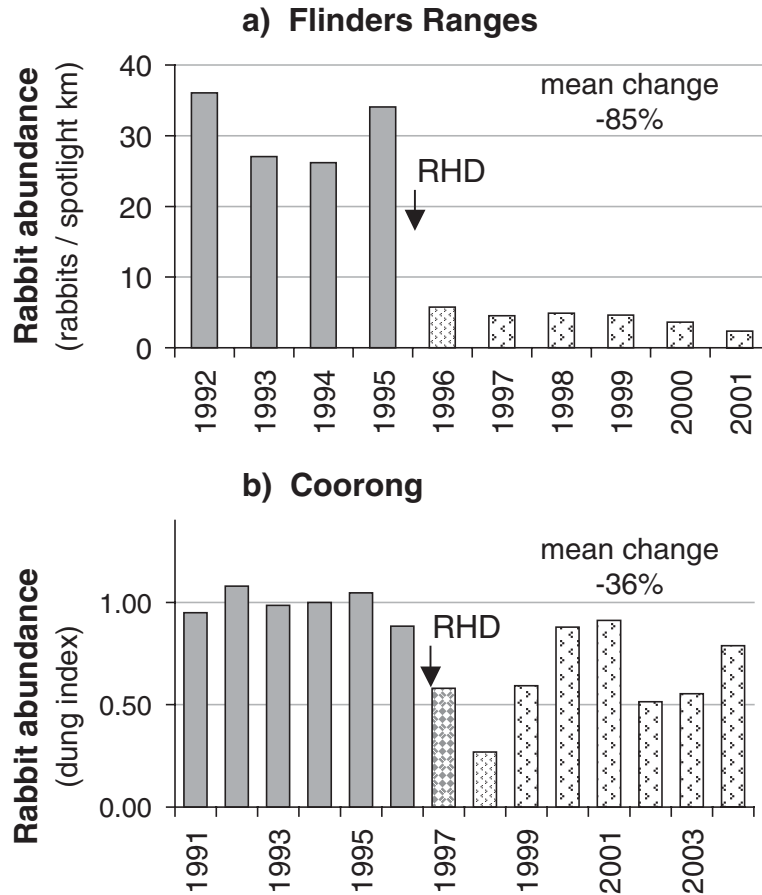 a) Flinders Ranges
Rabbit abundance
(rabbits / spotlight km)
40
30
20
10
0
mean change
-85%
RHD
1992
1993
1994
1995
1996
1997
1998
1999
2000
2001
b) Coorong
Rabbit abundance
(dung index)
1.00
0.50
0.00
mean change
-36%
RHD
1991
1993
1995
1997
1999
2001
2003